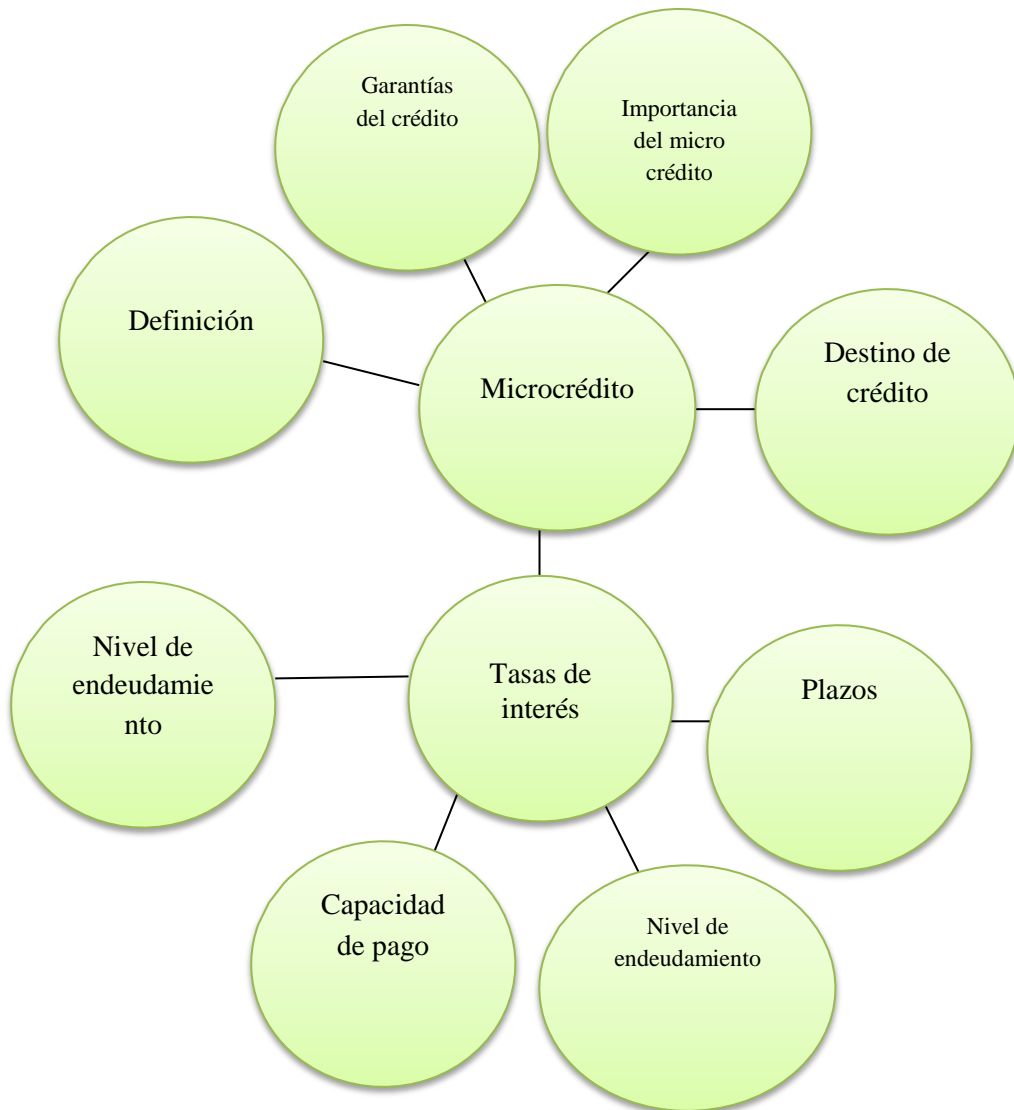 Garantías
del crédito
Importancia
del micro
crédito
Definición
Microcrédito
Destino de
crédito
Nivel de
endeudamie
nto
Tasas de
interés
Plazos
Capacidad
de pago
Nivel de
endeudamiento